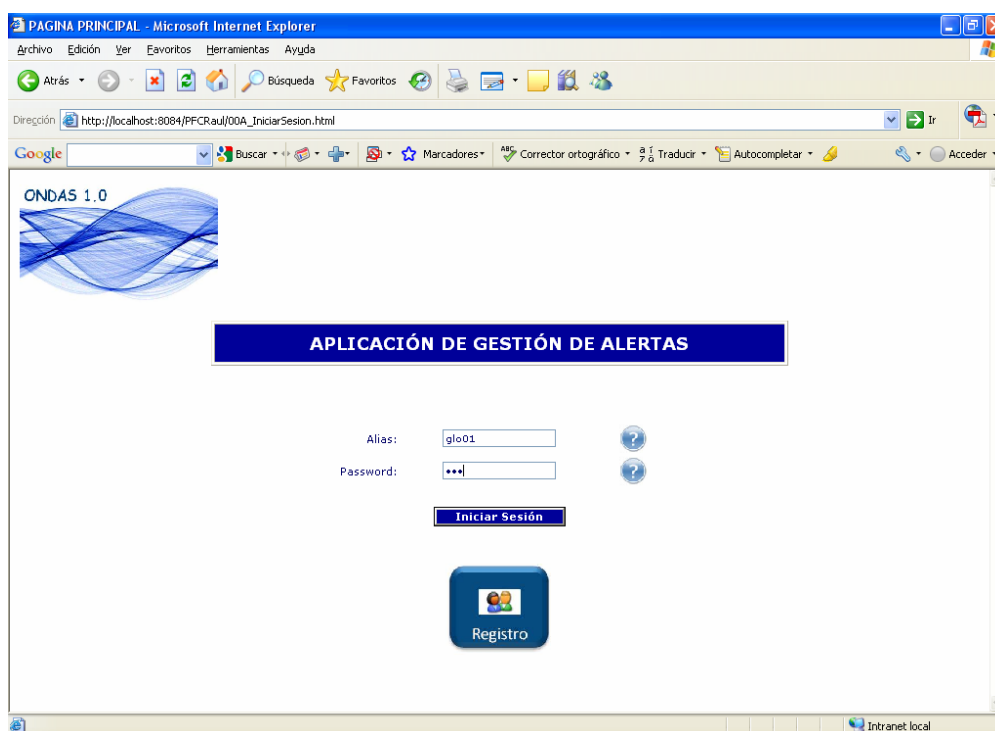 PAGINA PRINCIPAL - Microsoft Internet Explorer
Archivo Edición Ver Favoritos Herramientas Ayuda
Atrás Búsqueda Favoritos
Dirección http://localhost:8084/PFCRaul/00A_IniciarSesion.html Ir
Google Buscar Marcadores ABC Corrector ortográfico Traducir Autocompletar Acceder
ONDAS 1.0
APLICACIÓN DE GESTIÓN DE ALERTAS
Alias: glo01 ?
Password: ••• ?
Iniciar Sesión
Registro
Intranet local